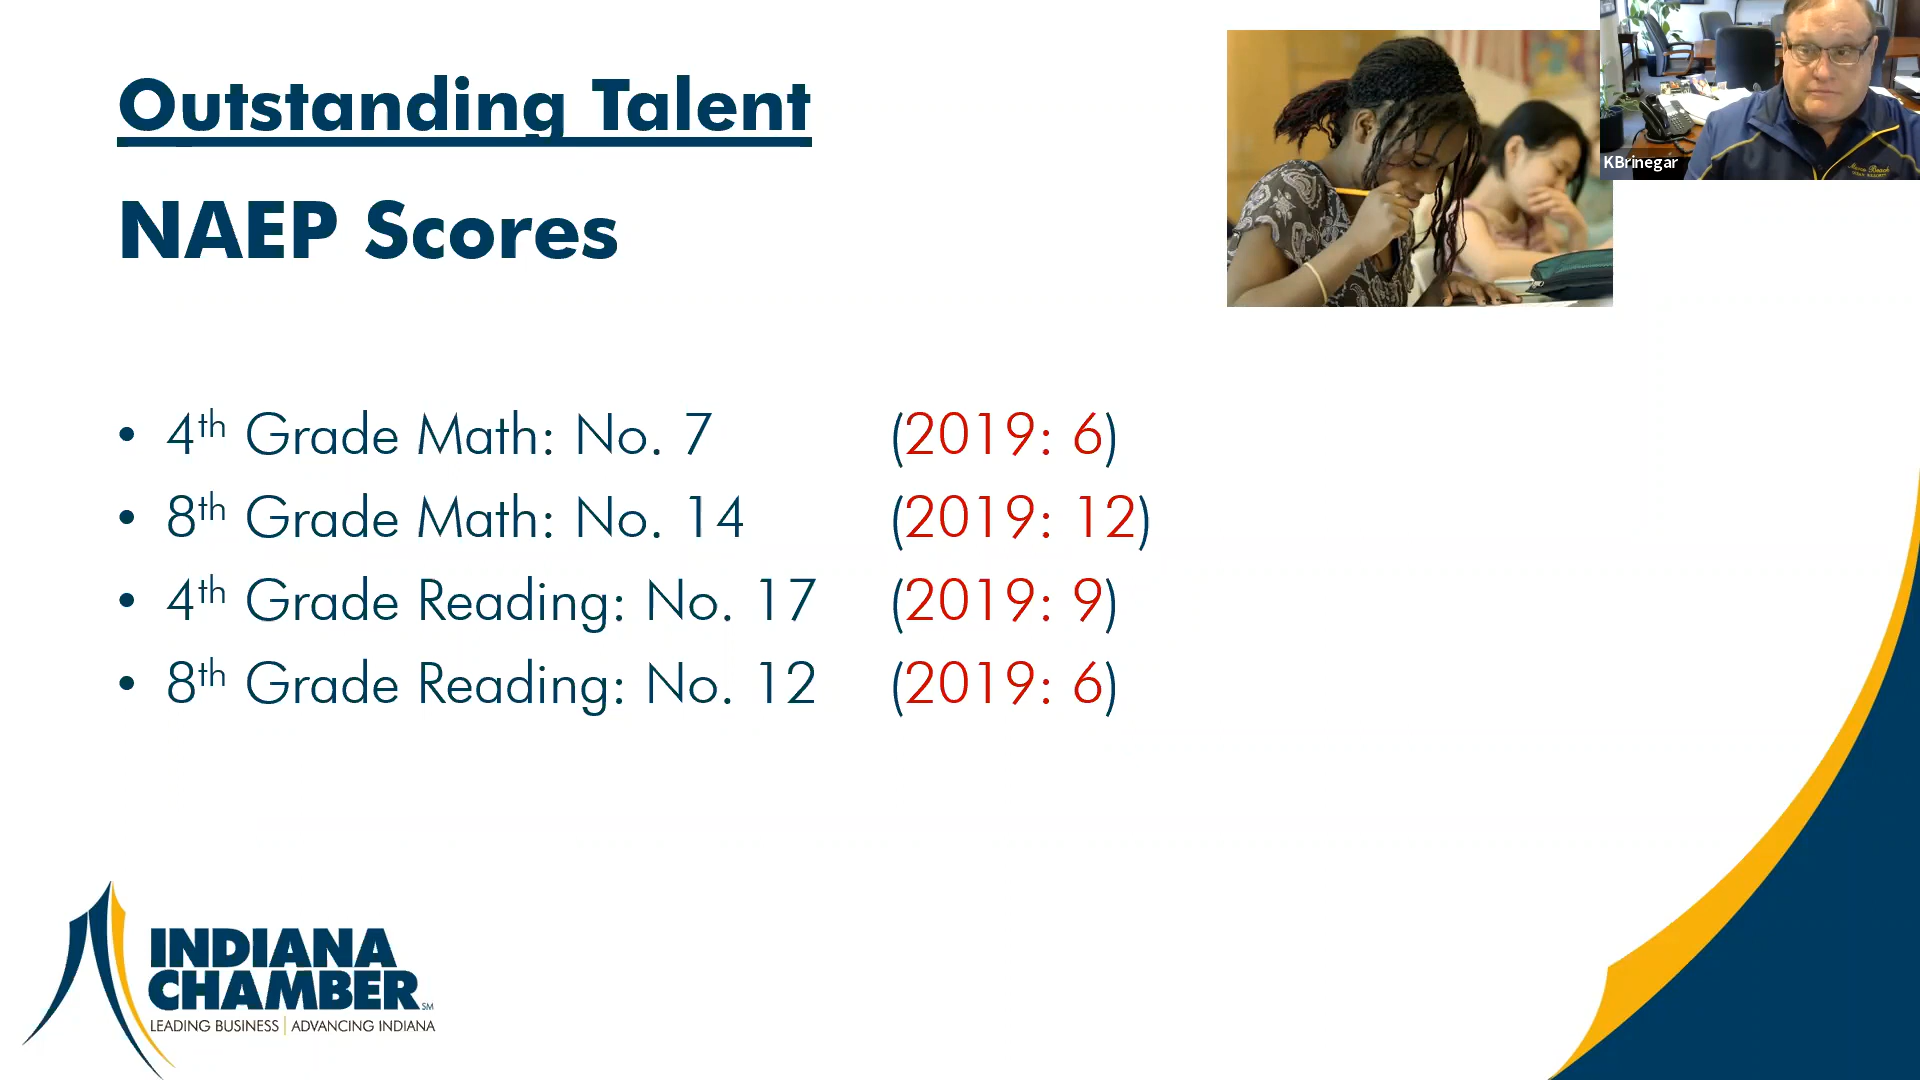 Outstanding Talent
NAEP Scores
KBrinegar
• 4th Grade Math: No. 7 (2019: 6)
• 8th Grade Math: No. 14 (2019: 12)
• 4th Grade Reading: No. 17 (2019: 9)
• 8th Grade Reading: No. 12 (2019: 6)
INDIANA
CHAMBER SM
LEADING BUSINESS | ADVANCING INDIANA